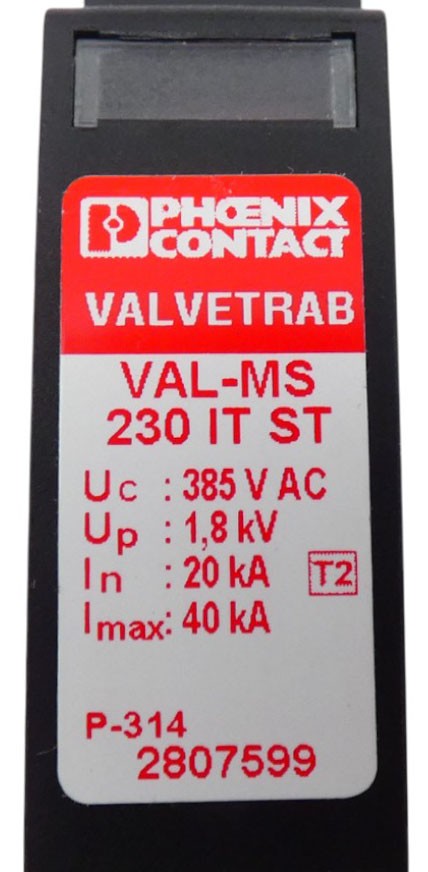 PHŒNIX
CONTACT
VALVETRAB
VAL-MS
230 IT ST
Uc : 385 V AC
Up : 1,8 kV
In : 20 kA T2
Imax: 40 kA
P-314
2807599